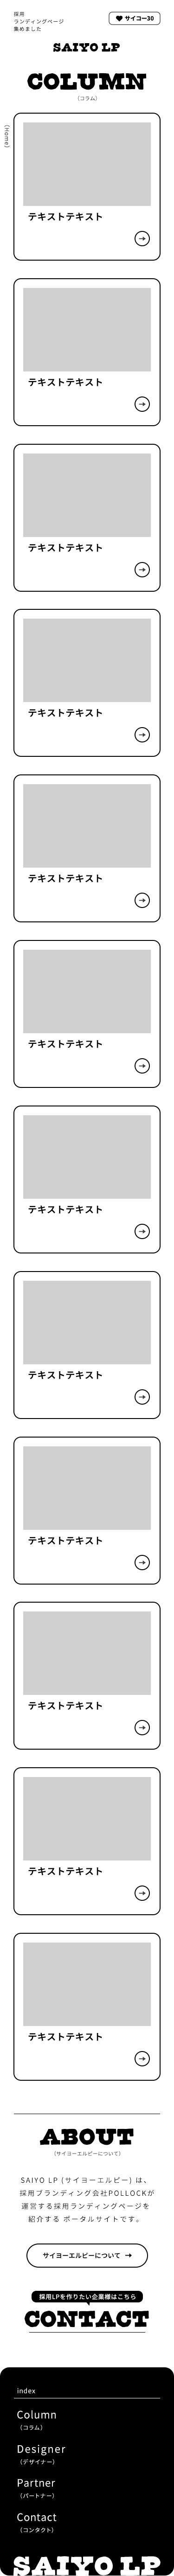 採用
ランディングページ
集めました
サイコー30
SAIYO LP
COLUMN
（コラム）
(Home)
テキストテキスト
テキストテキスト
テキストテキスト
テキストテキスト
テキストテキスト
テキストテキスト
テキストテキスト
テキストテキスト
テキストテキスト
テキストテキスト
テキストテキスト
テキストテキスト
ABOUT
（サイヨーエルピーについて）
SAIYO LP (サイヨーエルピー) は、
採用ブランディング会社POLLOCKが
運営する採用ランディングページを
紹介する ポータルサイトです。
サイヨーエルピーについて
採用LPを作りたい企業様はこちら
CONTACT
index
Column
（コラム）
Designer
（デザイナー）
Partner
（パートナー）
Contact
（コンタクト）
SAIYO LP